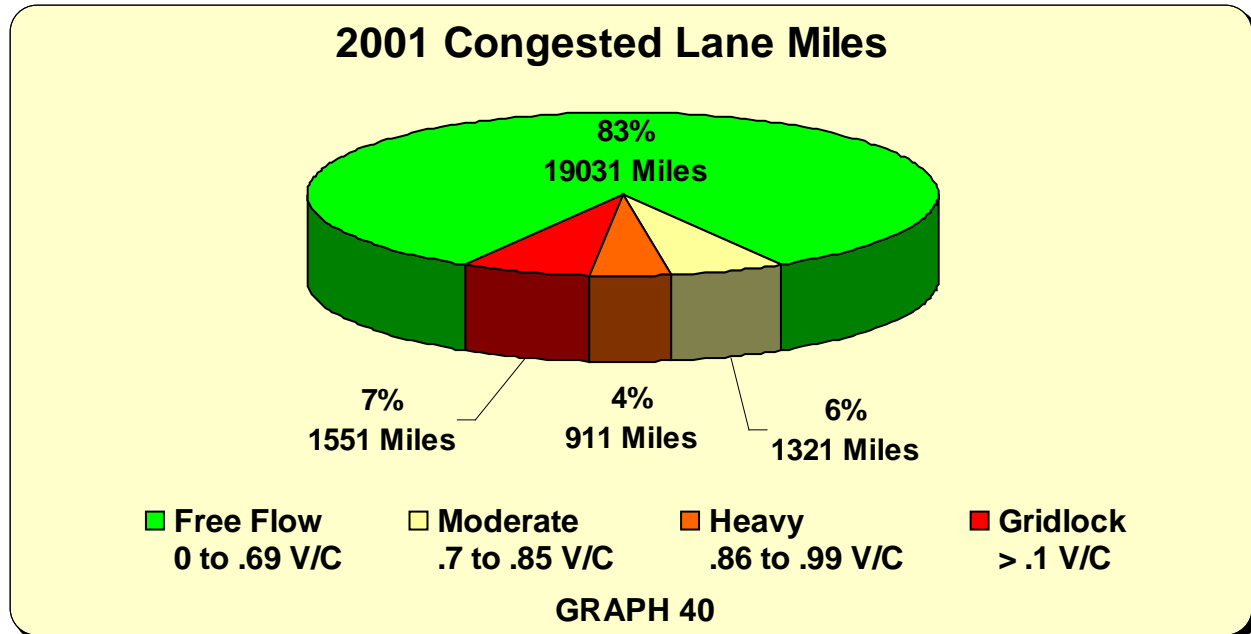 2001 Congested Lane Miles
83%
19031 Miles
7%
1551 Miles
4%
911 Miles
6%
1321 Miles
Free Flow
0 to .69 V/C
Moderate
.7 to .85 V/C
Heavy
.86 to .99 V/C
Gridlock
> .1 V/C
GRAPH 40